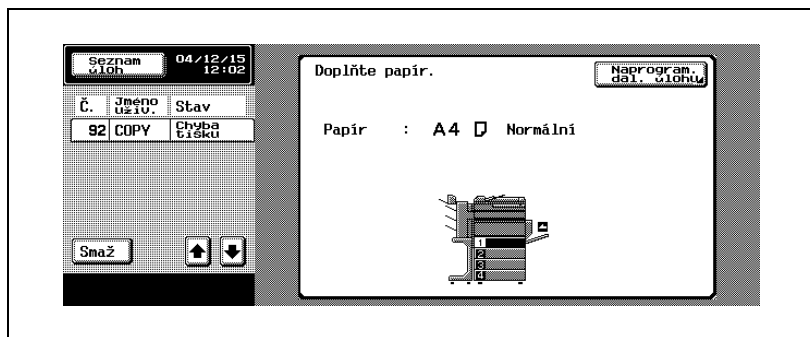 Seznam
úloh
04/12/15
12:02
Č. Jméno
uživ. Stav
92 COPY Chyba
tisku
Smaž
Doplňte papír.
Naprogram.
dal. úlohu
Papír : A4 Normální
1
2
3
4